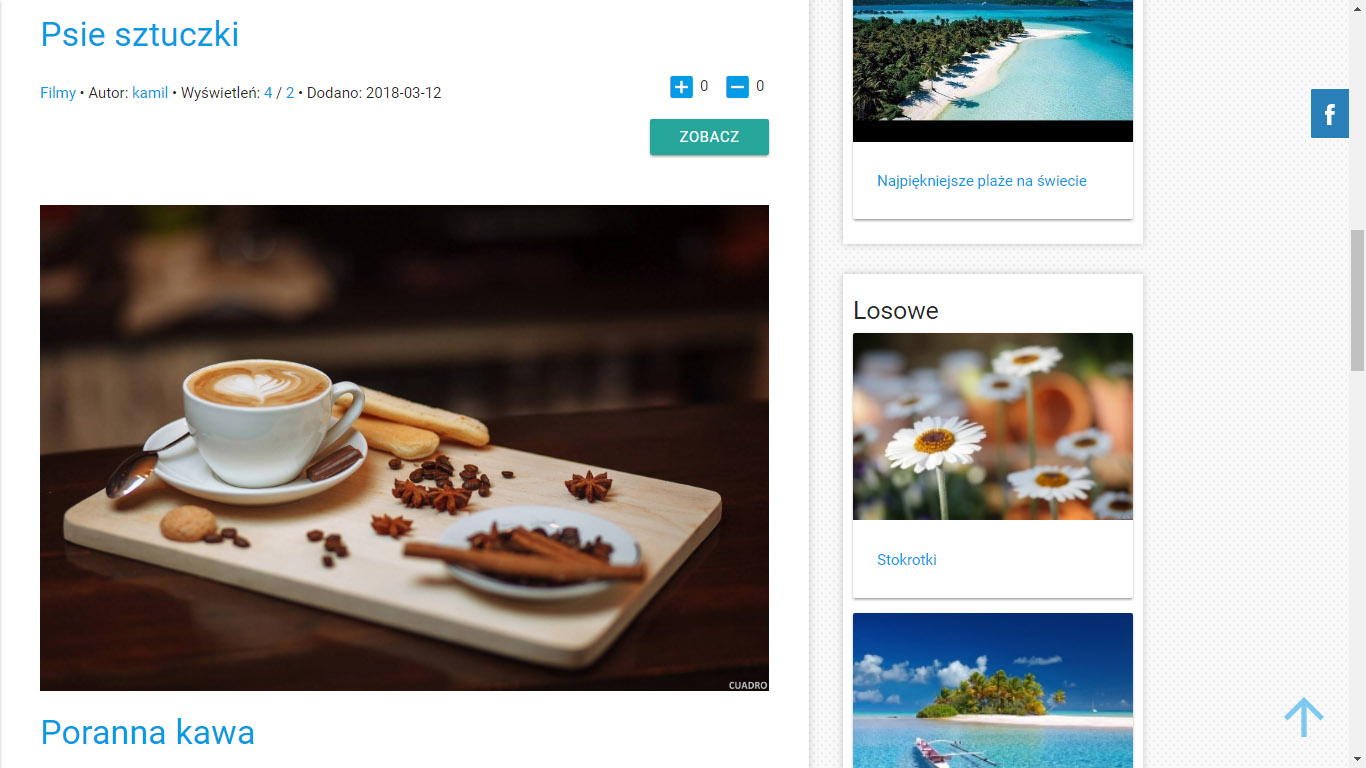 Psie sztuczki
Filmy • Autor: kamil • Wyświetleń: 4 / 2 • Dodano: 2018-03-12
0 0
ZOBACZ
CUADRO
Poranna kawa
Najpiękniejsze plaże na świecie
Losowe
Stokrotki
f